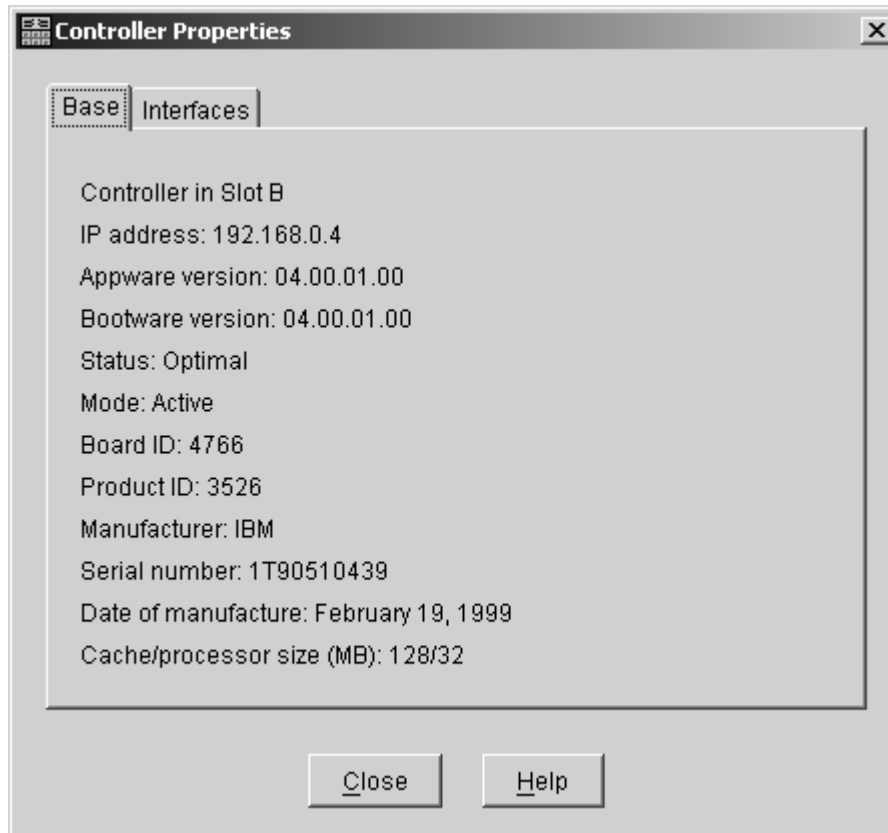 Controller Properties
Base
Interfaces
Controller in Slot B
IP address: 192.168.0.4
Appware version: 04.00.01.00
Bootware version: 04.00.01.00
Status: Optimal
Mode: Active
Board ID: 4766
Product ID: 3526
Manufacturer: IBM
Serial number: 1T90510439
Date of manufacture: February 19, 1999
Cache/processor size (MB): 128/32
Close
Help